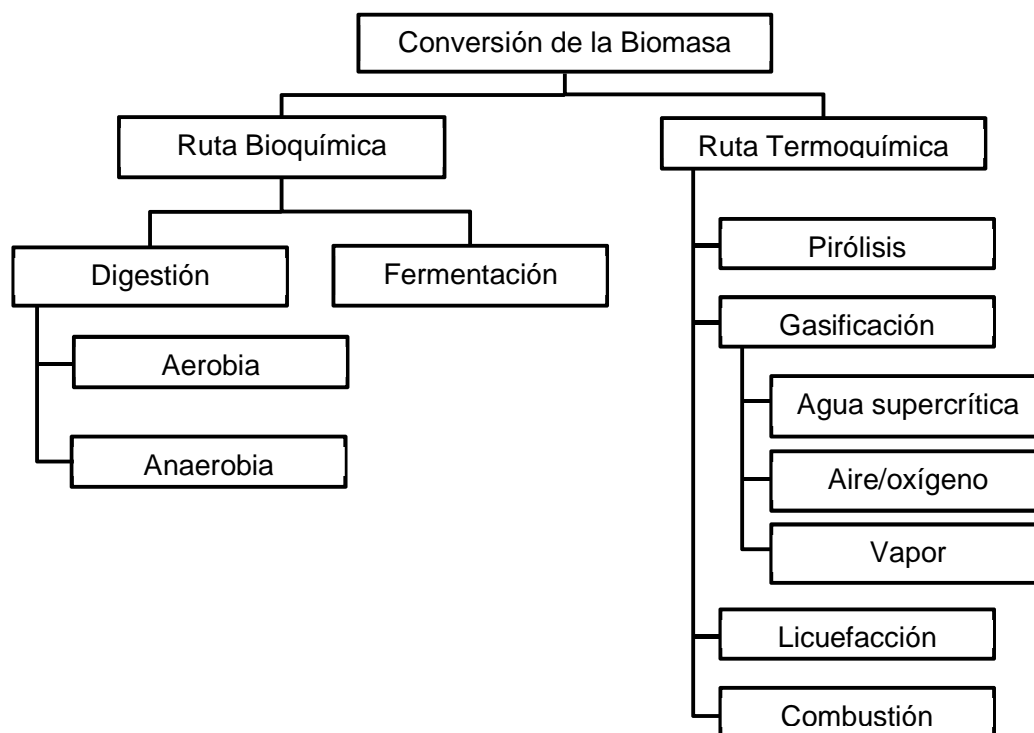 Conversión de la Biomasa
Ruta Bioquímica
Ruta Termoquímica
Digestión
Fermentación
Aerobia
Anaerobia
Pirólisis
Gasificación
Agua supercrítica
Aire/oxígeno
Vapor
Licuefacción
Combustión